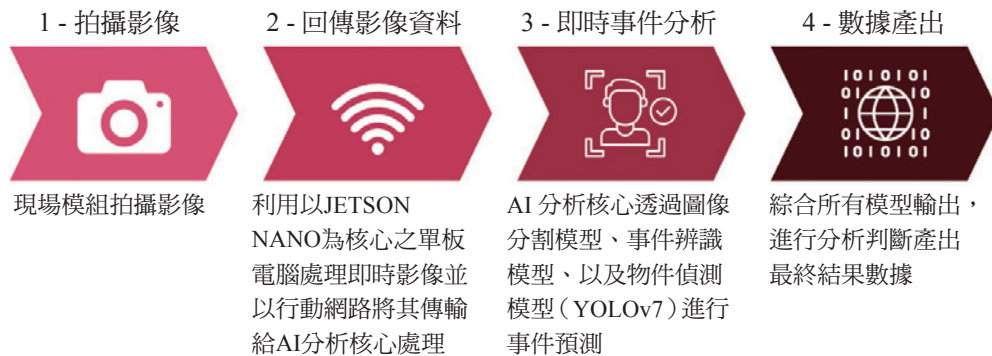 1 - 拍攝影像
2 - 回傳影像資料
3 - 即時事件分析
4 - 數據產出
1010101
01 10
1 0
01 10
1010101
現場模組拍攝影像
利用以JETSON
NANO為核心之單板
電腦處理即時影像並
以行動網路將其傳輸
給AI分析核心處理
AI 分析核心透過圖像
分割模型、事件辨識
模型、以及物件偵測
模型（YOLOv7）進行
事件預測
綜合所有模型輸出，
進行分析判斷產出
最終結果數據